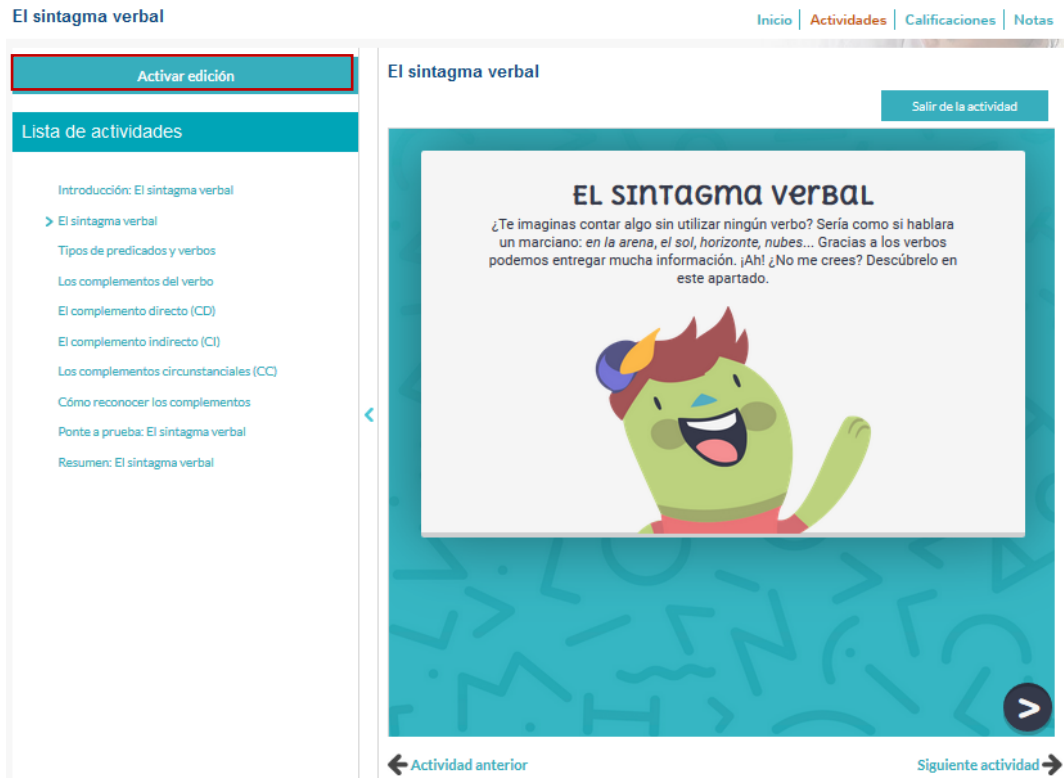 El sintagma verbal
Inicio | Actividades | Calificaciones | Notas
Activar edición
Lista de actividades
Introducción: El sintagma verbal
El sintagma verbal
Tipos de predicados y verbos
Los complementos del verbo
El complemento directo (CD)
El complemento indirecto (CI)
Los complementos circunstanciales (CC)
Cómo reconocer los complementos
Ponte a prueba: El sintagma verbal
Resumen: El sintagma verbal
El sintagma verbal
Salir de la actividad
EL SINTAGMA VERBAL
¿Te imaginas contar algo sin utilizar ningún verbo? Sería como si hablara
un marciano: en la arena, el sol, horizonte, nubes... Gracias a los verbos
podemos entregar mucha información. ¡Ah! ¿No me crees? Descúbrelo en
este apartado.
Actividad anterior
Siguiente actividad